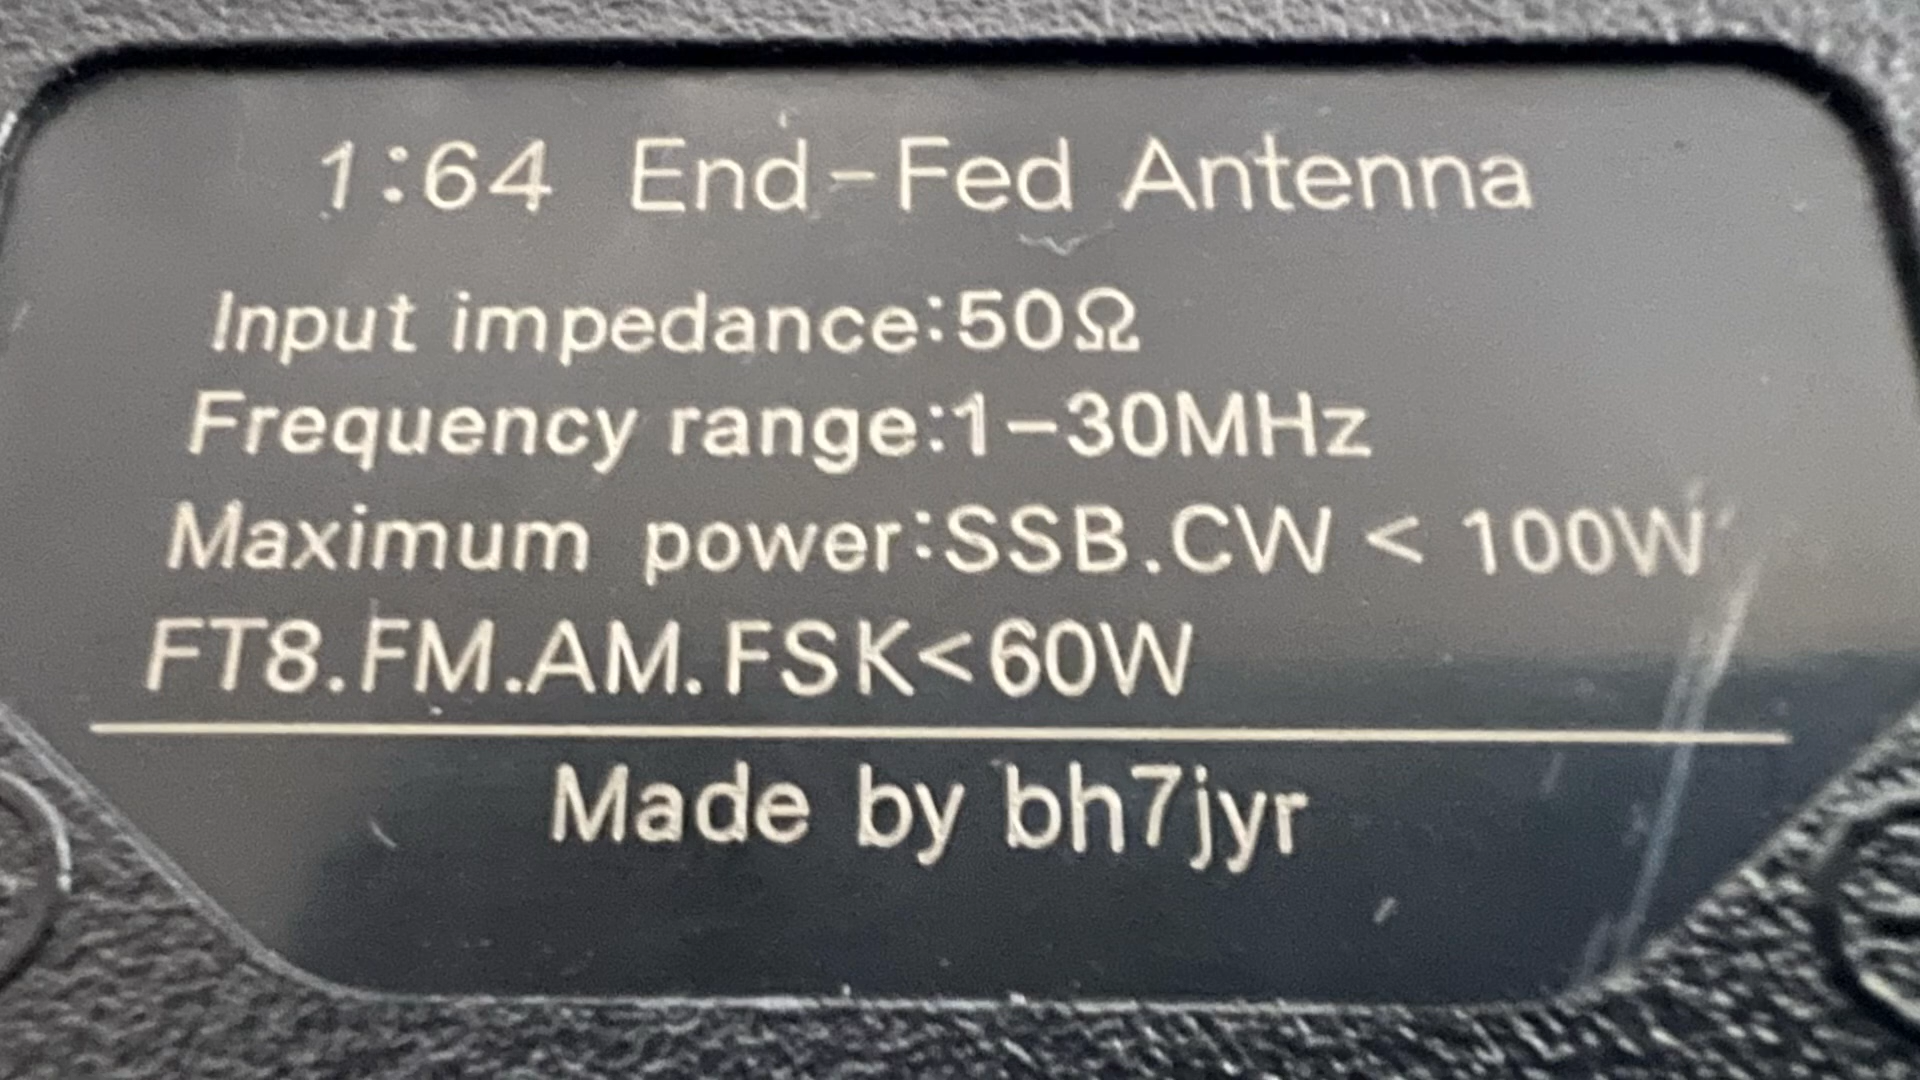 1:64 End-Fed Antenna
Input impedance:50Ω
Frequency range:1-30MHz
Maximum power:SSB.CW < 100W
FT8.FM.AM.FSK<60W
Made by bh7jyr